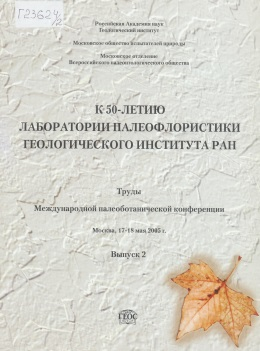 Г23624/2
Российская Академия наук
Геологический институт
Московское общество испытателей природы
Московское отделение
Всероссийского палеонтологического общества
К 50-ЛЕТИЮ
ЛАБОРАТОРИИ ПАЛЕОФЛОРИСТИКИ
ГЕОЛОГИЧЕСКОГО ИНСТИТУТА РАН
Труды
Международной палеоботанической конференции
Москва, 17-18 мая 2005 г.
Выпуск 2
ГЕОС